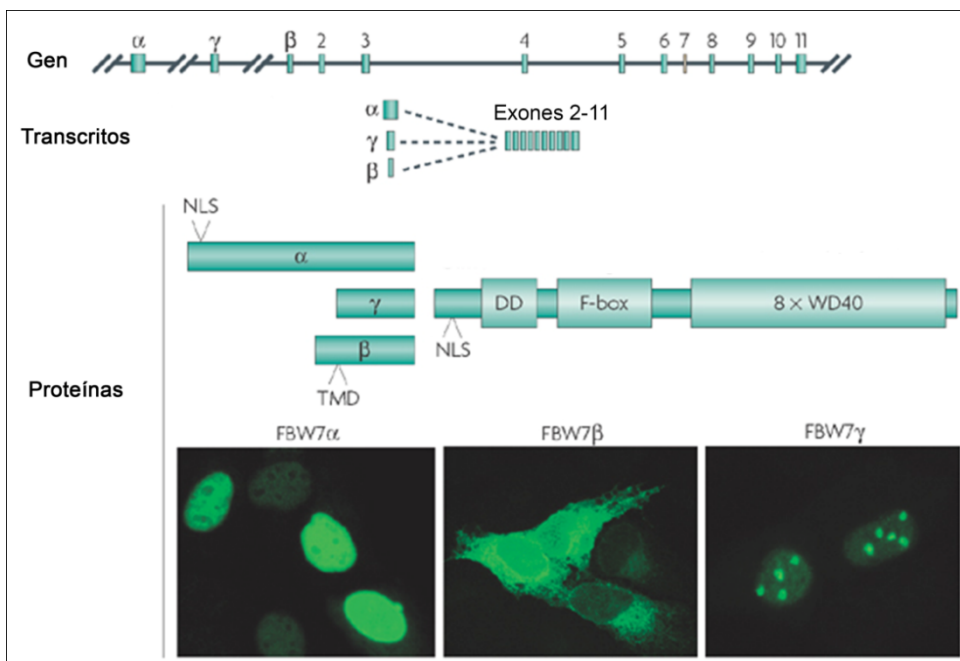 α γ β 2 3 4 5 6 7 8 9 10 11
Gen
Transcritos
α
γ
β
Exones 2-11
Proteínas
NLS
α
γ
β
TMD
NLS
DD
F-box
8 × WD40
FBW7α
FBW7β
FBW7γ